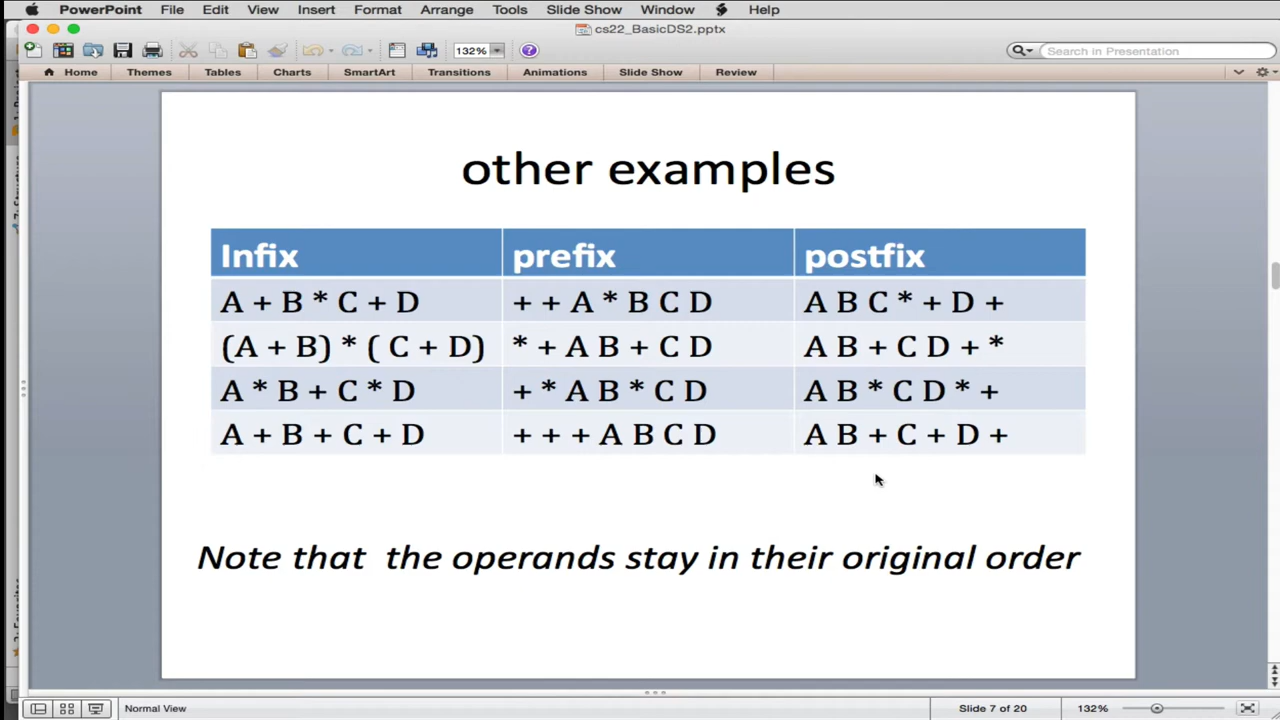 PowerPoint File Edit View Insert Format Arrange Tools Slide Show Window Help
cs22_BasicDS2.pptx
132% Search in Presentation
Home Themes Tables Charts SmartArt Transitions Animations Slide Show Review
other examples
Infix prefix postfix
A + B * C + D + + A * B C D A B C * + D +
(A + B) * ( C + D) * + A B + C D A B + C D + *
A * B + C * D + * A B * C D A B * C D * +
A + B + C + D + + + A B C D A B + C + D +
Note that the operands stay in their original order
Normal View Slide 7 of 20 132%